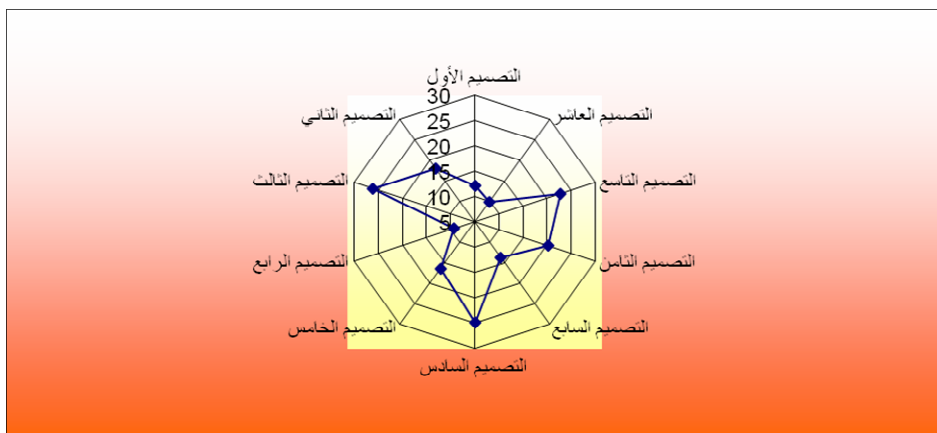 التصميم الأول
التصميم العاشر
التصميم التاسع
التصميم الثامن
التصميم السابع
التصميم السادس
التصميم الخامس
التصميم الرابع
التصميم الثالث
التصميم الثاني
30
25
20
15
10
5